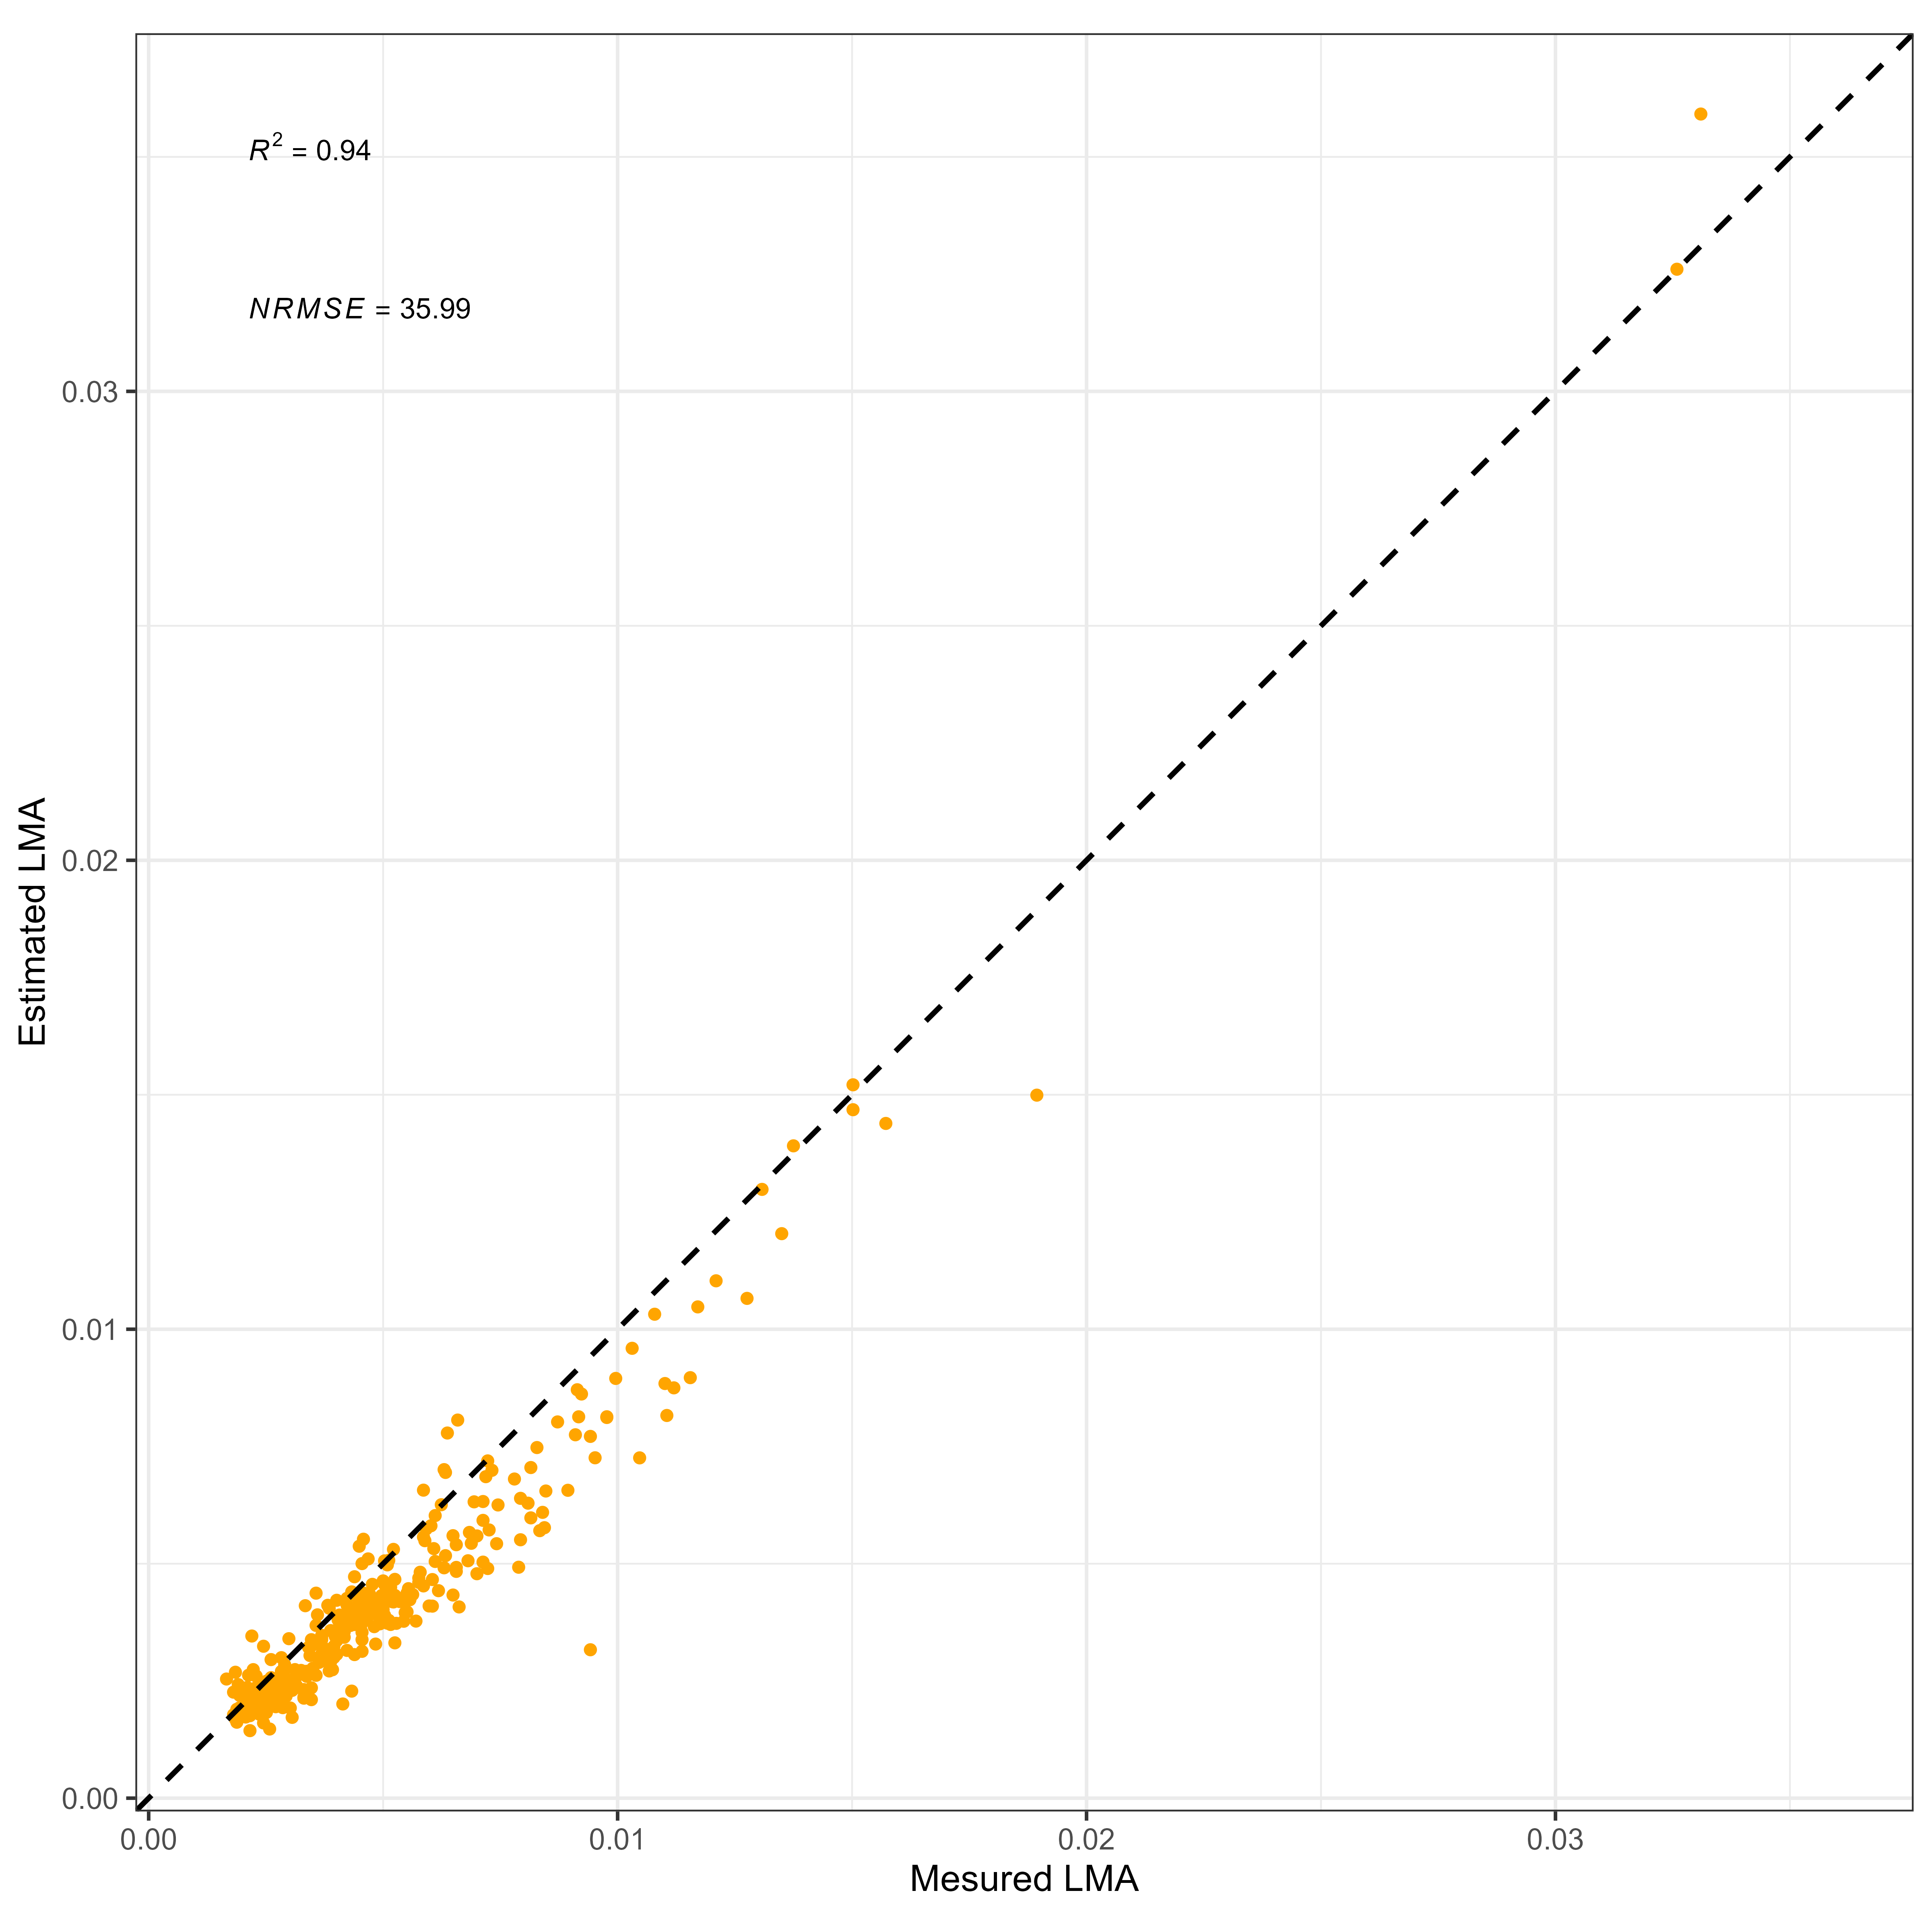 R² = 0.94
NRMSE = 35.99
Estimated LMA
0.03
0.02
0.01
0.00
0.00 0.01 0.02 0.03
Mesured LMA